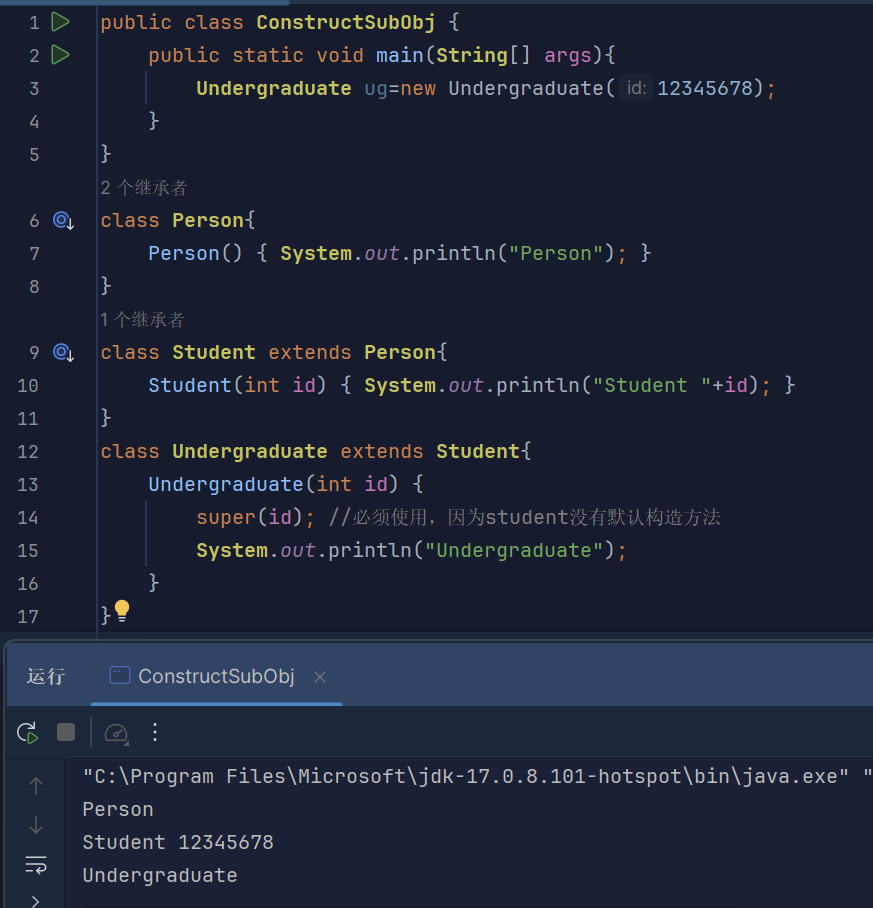 1 public class ConstructSubObj {
2     public static void main(String[] args){
3         Undergraduate ug=new Undergraduate( id: 12345678);
4     }
5 }
2 个继承者
6 class Person{
7     Person() { System.out.println("Person"); }
8 }
1 个继承者
9 class Student extends Person{
10     Student(int id) { System.out.println("Student "+id); }
11 }
12 class Undergraduate extends Student{
13     Undergraduate(int id) {
14         super(id); //必须使用，因为student没有默认构造方法
15         System.out.println("Undergraduate");
16     }
17 }
运行 ConstructSubObj ×
"C:\Program Files\Microsoft\jdk-17.0.8.101-hotspot\bin\java.exe" "
Person
Student 12345678
Undergraduate